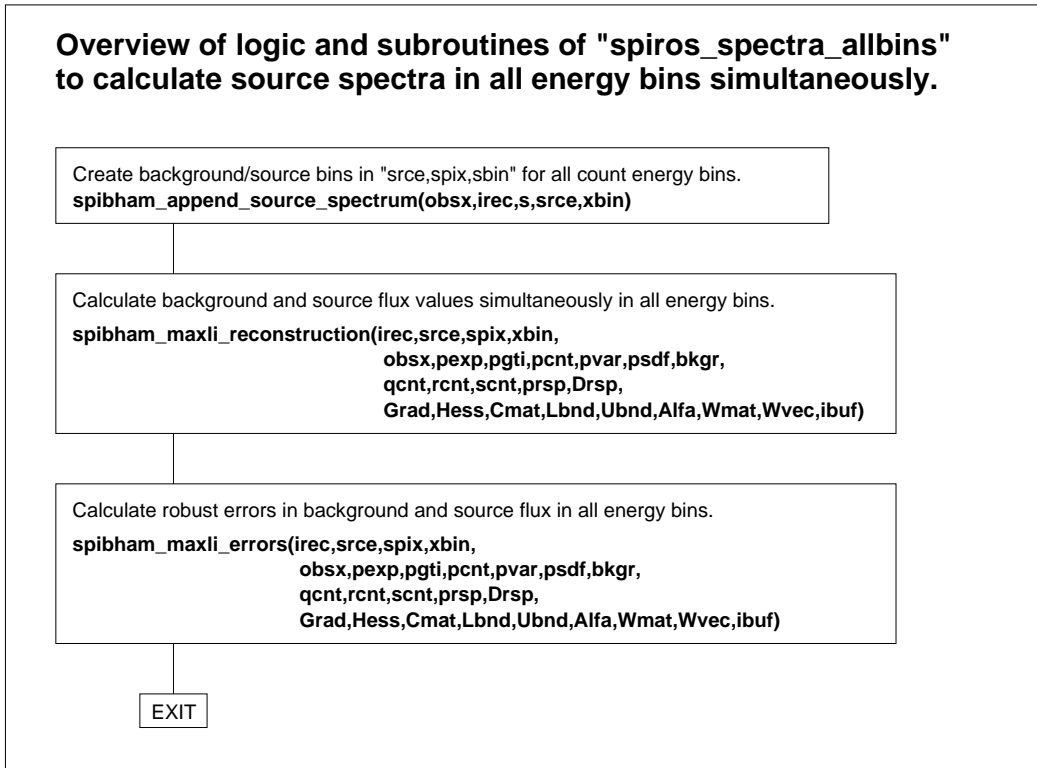 Overview of logic and subroutines of "spiros_spectra_allbins"
to calculate source spectra in all energy bins simultaneously.
Create background/source bins in "srce,spix,sbin" for all count energy bins.
spibham_append_source_spectrum(obsx,irec,s,srce,xbin)
Calculate background and source flux values simultaneously in all energy bins.
spibham_maxli_reconstruction(irec,srce,spix,xbin,
obsx,pexp,pgti,pcnt,pvar,psdf,bkgr,
qcnt,rcnt,scnt,prsp,Drsp,
Grad,Hess,Cmat,Lbnd,Ubnd,Alfa,Wmat,Wvec,ibuf)
Calculate robust errors in background and source flux in all energy bins.
spibham_maxli_errors(irec,srce,spix,xbin,
obsx,pexp,pgti,pcnt,pvar,psdf,bkgr,
qcnt,rcnt,scnt,prsp,Drsp,
Grad,Hess,Cmat,Lbnd,Ubnd,Alfa,Wmat,Wvec,ibuf)
EXIT